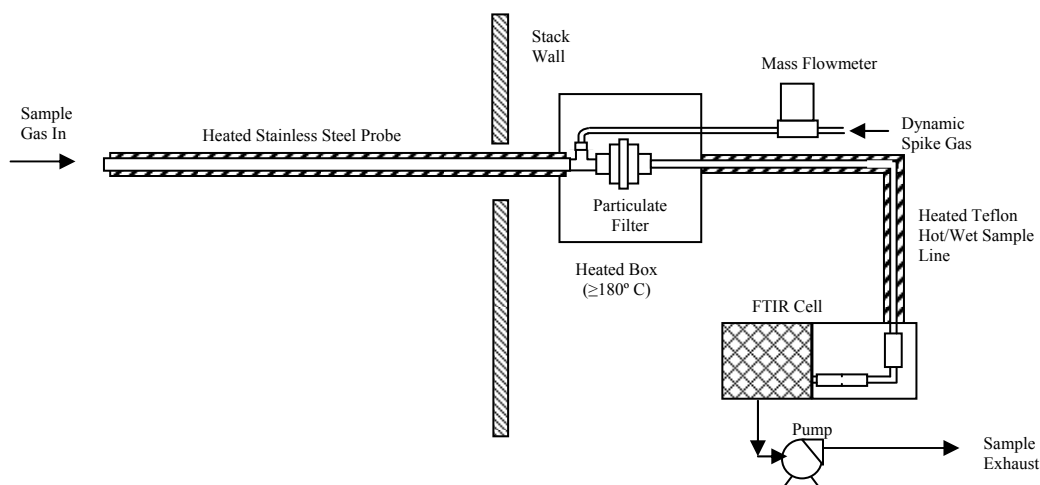 Stack
Wall
Mass Flowmeter
Sample
Gas In
Heated Stainless Steel Probe
Dynamic
Spike Gas
Particulate
Filter
Heated Teflon
Hot/Wet Sample
Line
Heated Box
(≥180º C)
FTIR Cell
Pump
Sample
Exhaust